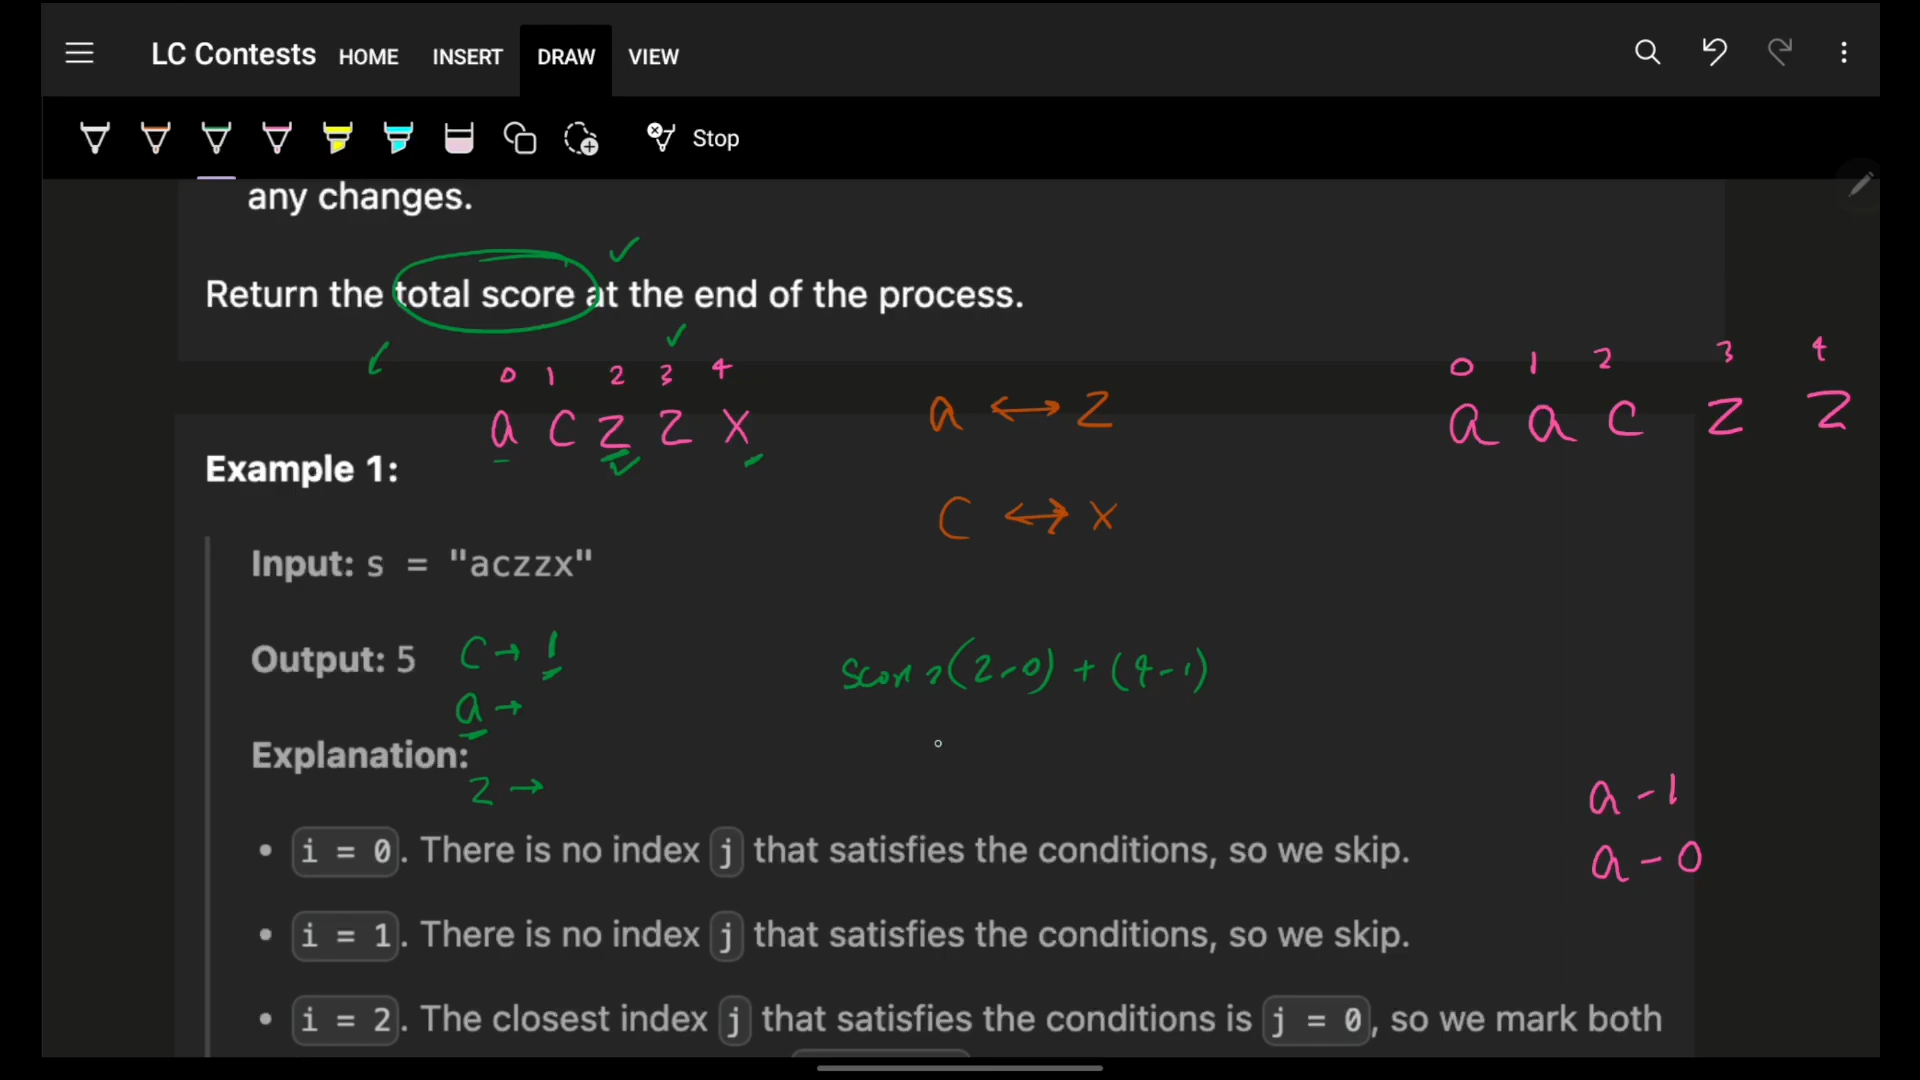 LC Contests HOME INSERT DRAW VIEW
Stop
any changes.
Return the total score at the end of the process.
0 1 2 3 4
a c z z x
a ↔ z
0 1 2 3 4
a a c z z
Example 1:
c ↔ x
Input: s = "aczzx"
Output: 5
c → 1
score = (2-0) + (4-1)
a →
Explanation:
z →
a - 1
a - 0
• i = 0. There is no index j that satisfies the conditions, so we skip.
• i = 1. There is no index j that satisfies the conditions, so we skip.
• i = 2. The closest index j that satisfies the conditions is j = 0, so we mark both